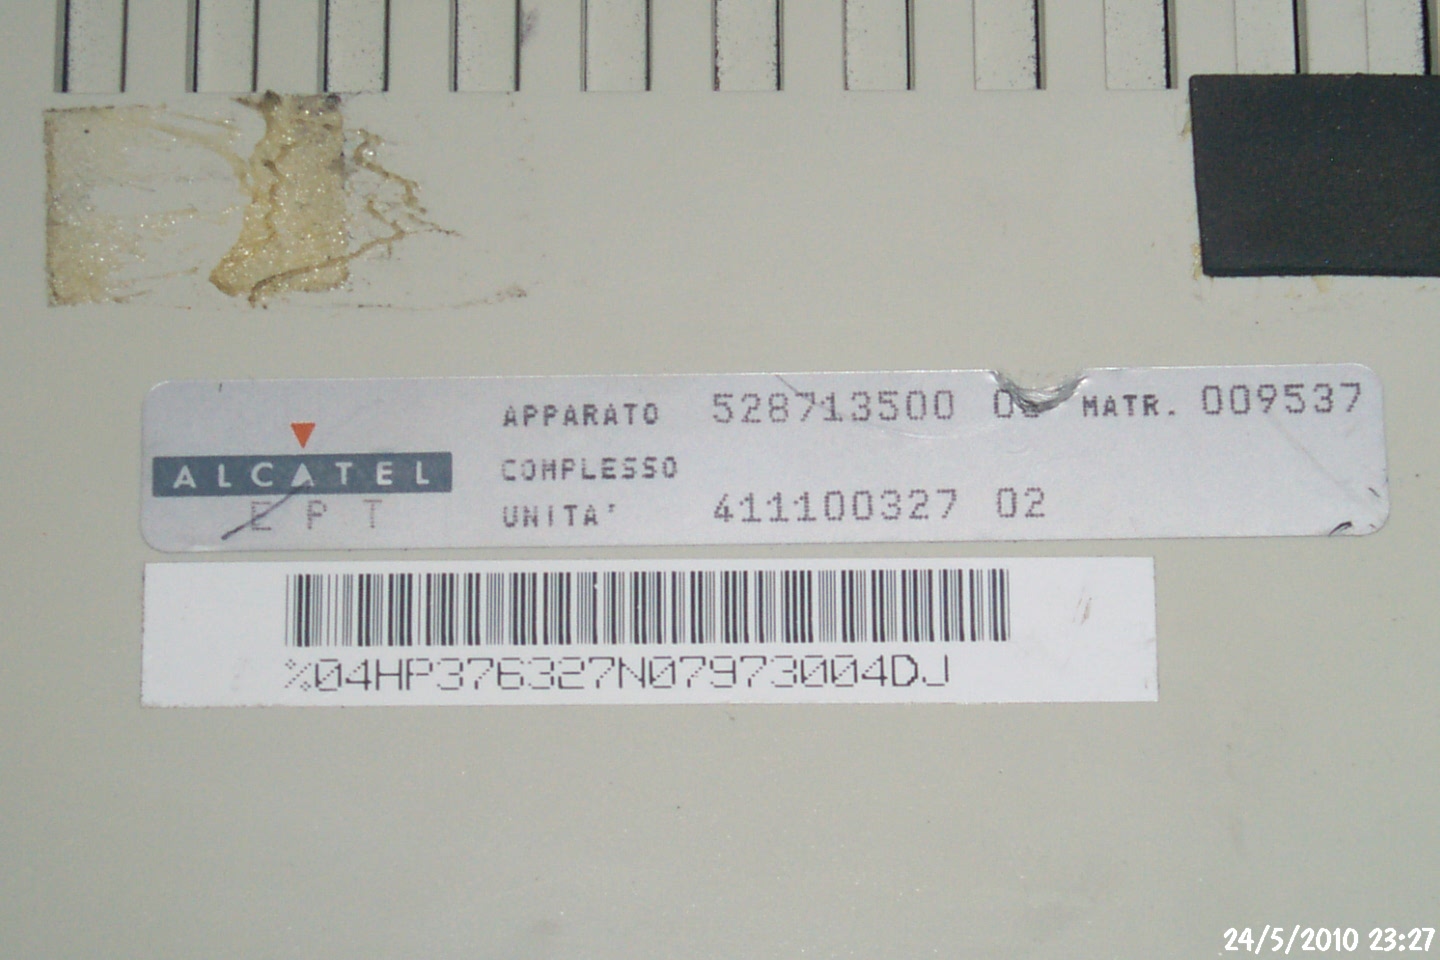 ALCATEL
EPT
APPARATO 528713500 MATR. 009537
COMPLESSO
UNITA' 411100327 02
%04HP376327N07973004DJ
24/5/2010 23:27